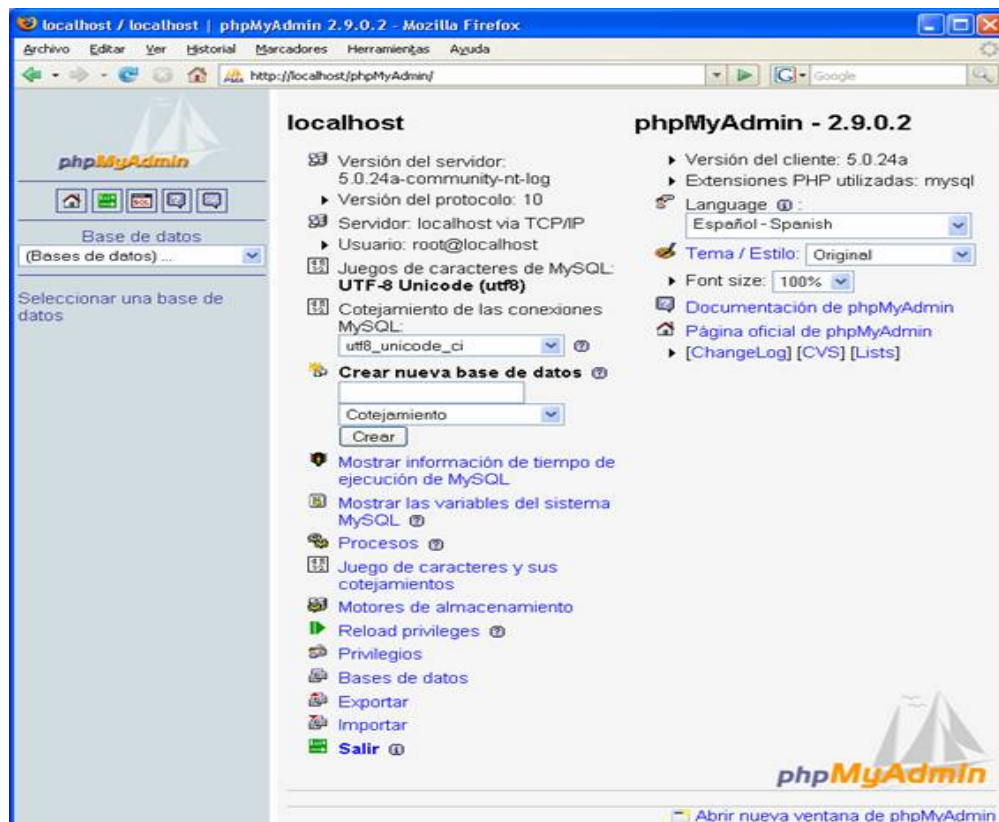 localhost / localhost | phpMyAdmin 2.9.0.2 - Mozilla Firefox
Archivo Editar Ver Historial Marcadores Herramientas Ayuda
http://localhost/phpMyAdmin/
Google
phpMyAdmin
SQL
Base de datos
(Bases de datos) ...
Seleccionar una base de
datos
localhost
Versión del servidor:
5.0.24a-community-nt-log
Versión del protocolo: 10
Servidor: localhost via TCP/IP
Usuario: root@localhost
Juegos de caracteres de MySQL:
UTF-8 Unicode (utf8)
Cotejamiento de las conexiones
MySQL:
utf8_unicode_ci
Crear nueva base de datos
Cotejamiento
Crear
Mostrar información de tiempo de
ejecución de MySQL
Mostrar las variables del sistema
MySQL
Procesos
Juego de caracteres y sus
cotejamientos
Motores de almacenamiento
Reload privileges
Privilegios
Bases de datos
Exportar
Importar
Salir
phpMyAdmin - 2.9.0.2
Versión del cliente: 5.0.24a
Extensiones PHP utilizadas: mysql
Language :
Español - Spanish
Tema / Estilo: Original
Font size: 100%
Documentación de phpMyAdmin
Página oficial de phpMyAdmin
[ChangeLog] [CVS] [Lists]
phpMyAdmin
Abrir nueva ventana de phpMyAdmin